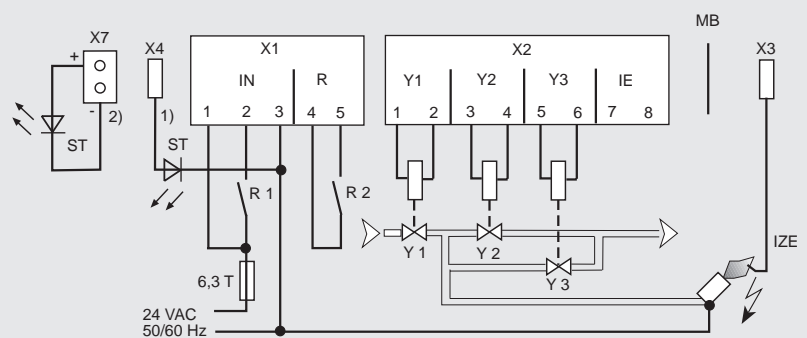 X7
+
-
2)
ST
X4
1)
ST
X1
IN
R
1 2 3 4 5
R 1
R 2
6,3 T
24 VAC
50/60 Hz
X2
Y1 Y2 Y3 IE
1 2 3 4 5 6 7 8
Y 1
Y 2
Y 3
MB
X3
IZE